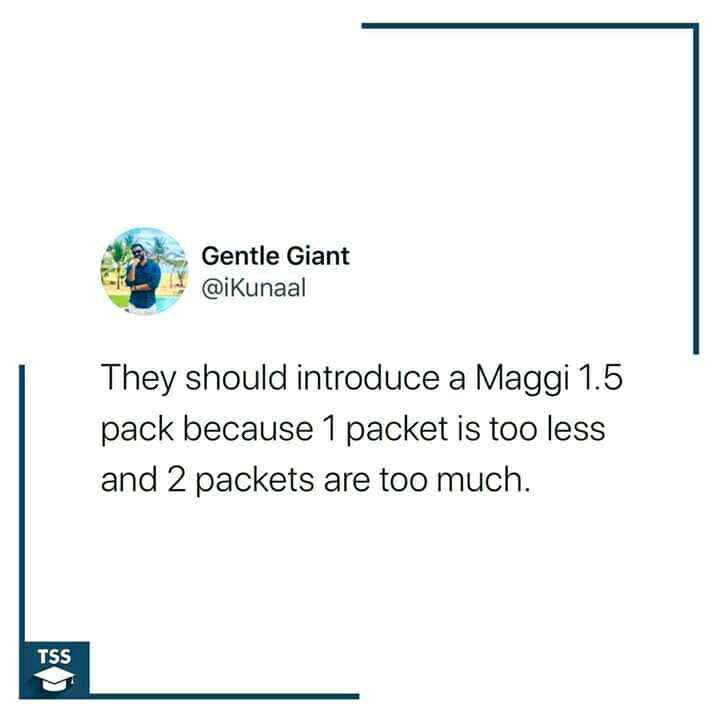 Gentle Giant
@iKunaal
They should introduce a Maggi 1.5
pack because 1 packet is too less
and 2 packets are too much.
TSS